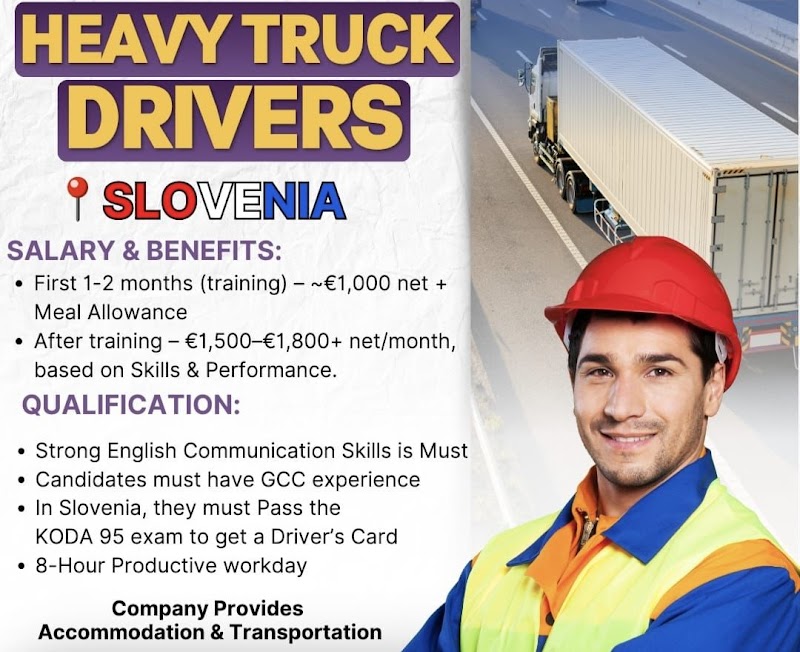 HEAVY TRUCK
DRIVERS
SLOVENIA
SALARY & BENEFITS:
• First 1-2 months (training) – ~€1,000 net +
Meal Allowance
• After training – €1,500–€1,800+ net/month,
based on Skills & Performance.
QUALIFICATION:
• Strong English Communication Skills is Must
• Candidates must have GCC experience
• In Slovenia, they must Pass the
KODA 95 exam to get a Driver's Card
• 8-Hour Productive workday
Company Provides
Accommodation & Transportation